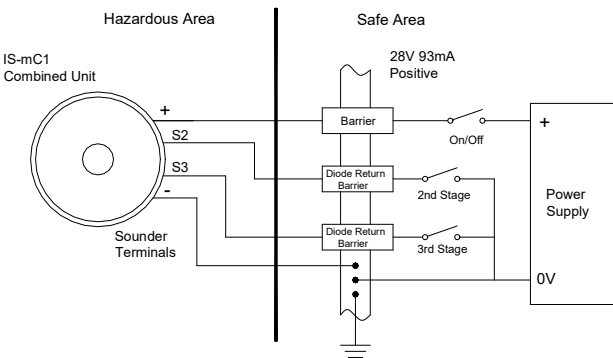 Hazardous Area
Safe Area
IS-mC1
Combined Unit
28V 93mA
Positive
+
S2
S3
-
Sounder
Terminals
Barrier
On/Off
Diode Return
Barrier
2nd Stage
Diode Return
Barrier
3rd Stage
+
Power
Supply
0V